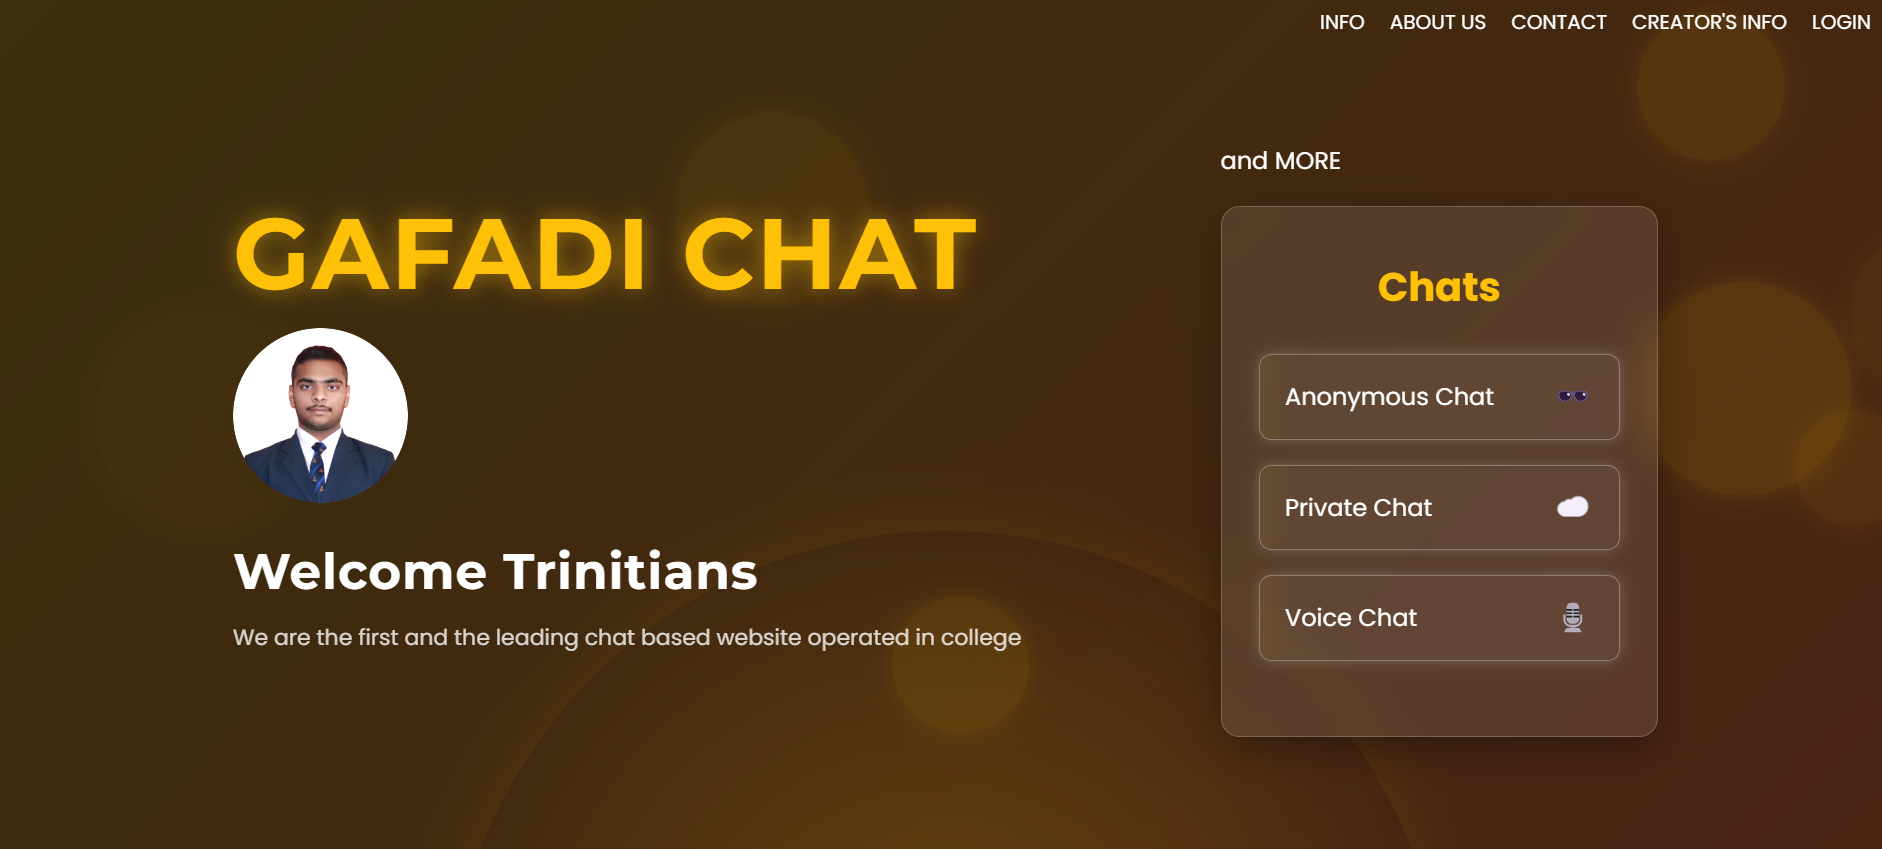 INFO ABOUT US CONTACT CREATOR'S INFO LOGIN
GAFADI CHAT
Welcome Trinitians
We are the first and the leading chat based website operated in college
and MORE
Chats
Anonymous Chat
Private Chat
Voice Chat